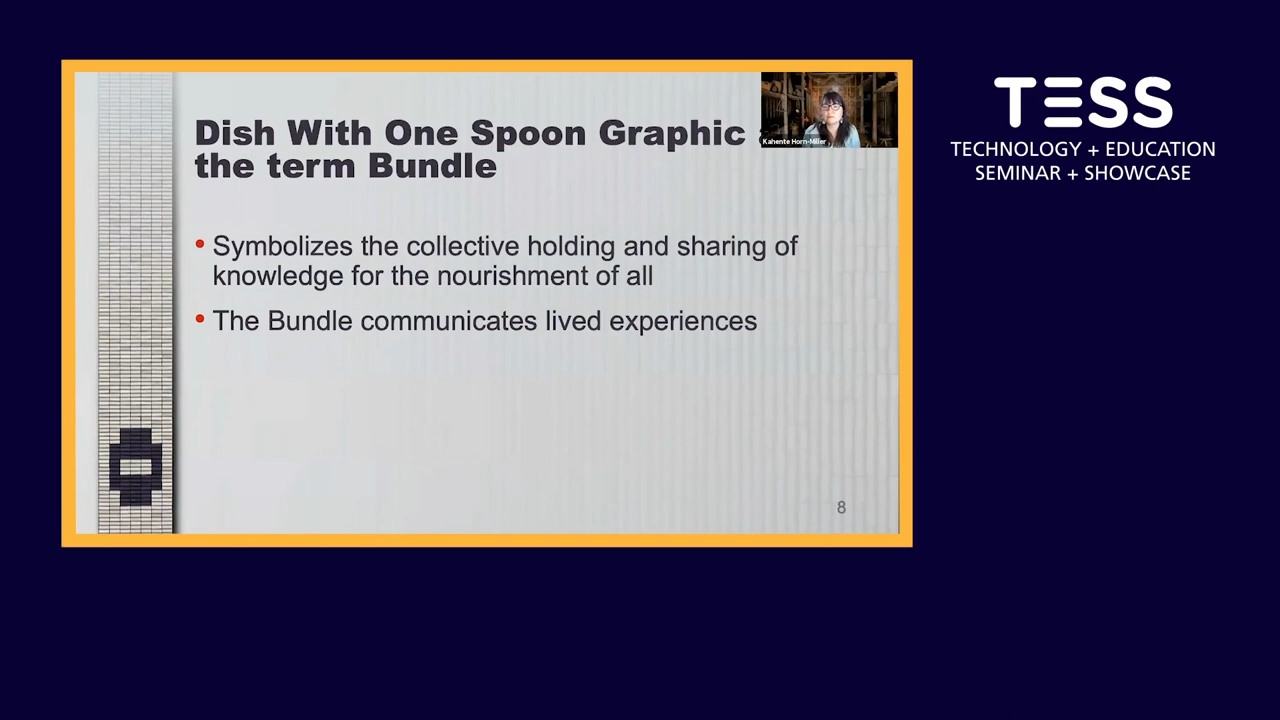 Dish With One Spoon Graphic
the term Bundle
Kahente Horn-Miller
• Symbolizes the collective holding and sharing of
knowledge for the nourishment of all
• The Bundle communicates lived experiences
8
TESS
TECHNOLOGY + EDUCATION
SEMINAR + SHOWCASE